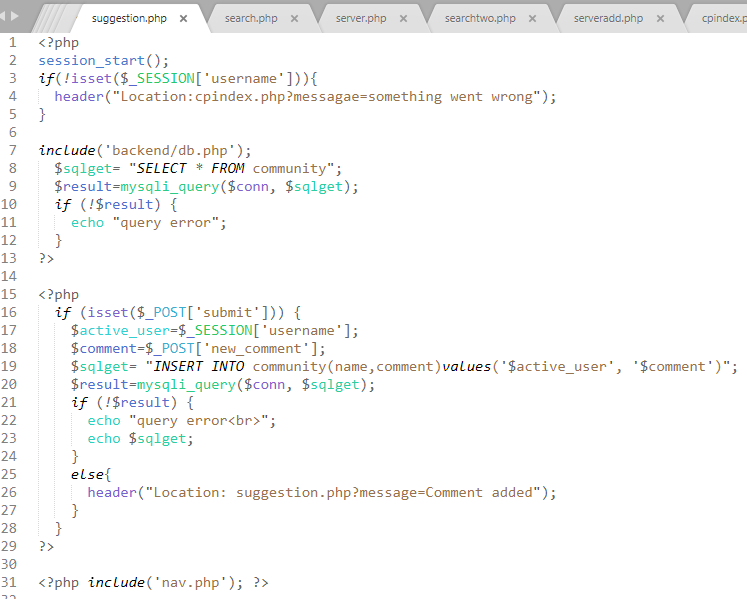 suggestion.php × search.php × server.php × searchtwo.php × serveradd.php × cpindex.p
1 <?php
2 session_start();
3 if(!isset($_SESSION['username'])){
4 header("Location:cpindex.php?messagae=something went wrong");
5 }
6
7 include('backend/db.php');
8 $sqlget= "SELECT * FROM community";
9 $result=mysqli_query($conn, $sqlget);
10 if (!$result) {
11 echo "query error";
12 }
13 ?>
14
15 <?php
16 if (isset($_POST['submit'])) {
17 $active_user=$_SESSION['username'];
18 $comment=$_POST['new_comment'];
19 $sqlget= "INSERT INTO community(name,comment)values('$active_user', '$comment')";
20 $result=mysqli_query($conn, $sqlget);
21 if (!$result) {
22 echo "query error<br>";
23 echo $sqlget;
24 }
25 else{
26 header("Location: suggestion.php?message=Comment added");
27 }
28 }
29 ?>
30
31 <?php include('nav.php'); ?>